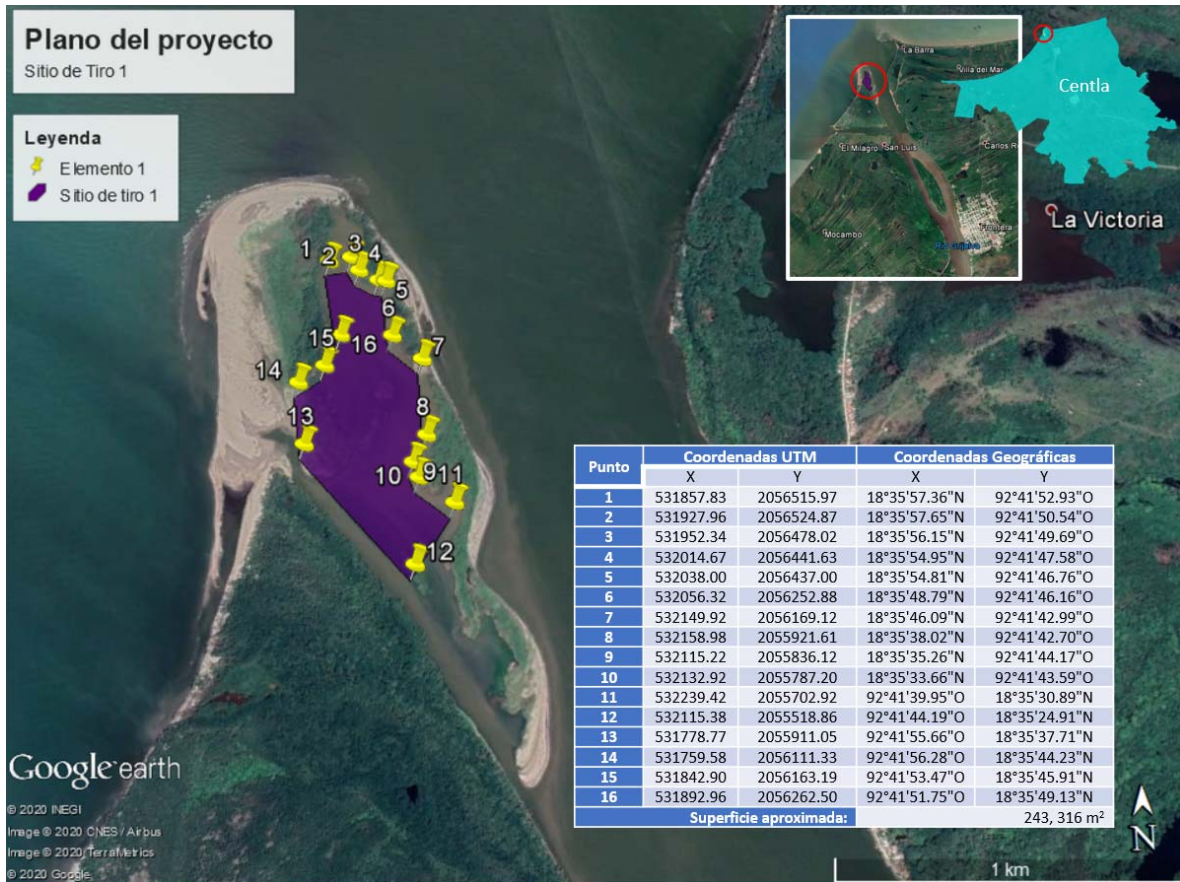 Plano del proyecto
Sitio de Tiro 1
Leyenda
Elemento 1
Sitio de tiro 1
La Barra
Villa del Mar
El Milagro
San Luis
Carlos R
Mocambo
Frontera
Rio Grijalva
Centla
La Victoria
1
2
3
4
5
6
7
8
9
10
11
12
13
14
15
16
Punto Coordenadas UTM Coordenadas Geográficas
X Y X Y
1 531857.83 2056515.97 18°35'57.36"N 92°41'52.93"O
2 531927.96 2056524.87 18°35'57.65"N 92°41'50.54"O
3 531952.34 2056478.02 18°35'56.15"N 92°41'49.69"O
4 532014.67 2056441.63 18°35'54.95"N 92°41'47.58"O
5 532038.00 2056437.00 18°35'54.81"N 92°41'46.76"O
6 532056.32 2056252.88 18°35'48.79"N 92°41'46.16"O
7 532149.92 2056169.12 18°35'46.09"N 92°41'42.99"O
8 532158.98 2055921.61 18°35'38.02"N 92°41'42.70"O
9 532115.22 2055836.12 18°35'35.26"N 92°41'44.17"O
10 532132.92 2055787.20 18°35'33.66"N 92°41'43.59"O
11 532239.42 2055702.92 92°41'39.95"O 18°35'30.89"N
12 532115.38 2055518.86 92°41'44.19"O 18°35'24.91"N
13 531778.77 2055911.05 92°41'55.66"O 18°35'37.71"N
14 531759.58 2056111.33 92°41'56.28"O 18°35'44.23"N
15 531842.90 2056163.19 92°41'53.47"O 18°35'45.91"N
16 531892.96 2056262.50 92°41'51.75"O 18°35'49.13"N
Superficie aproximada: 243, 316 m²
Google earth
© 2020 INEGI
Image © 2020 CNES / Airbus
Image © 2020 TerraMetrics
© 2020 Google
1 km
N